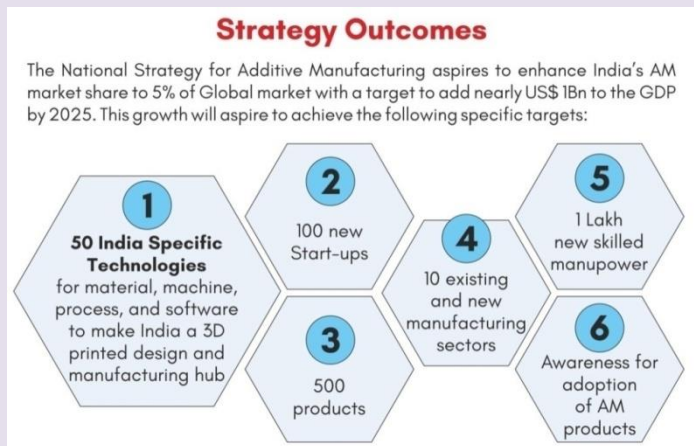 Strategy Outcomes
The National Strategy for Additive Manufacturing aspires to enhance India's AM
market share to 5% of Global market with a target to add nearly US$ 1Bn to the GDP
by 2025. This growth will aspire to achieve the following specific targets:
1
50 India Specific
Technologies
for material, machine,
process, and software
to make India a 3D
printed design and
manufacturing hub
2
100 new
Start-ups
3
500
products
4
10 existing
and new
manufacturing
sectors
5
1 Lakh
new skilled
manupower
6
Awareness for
adoption
of AM
products